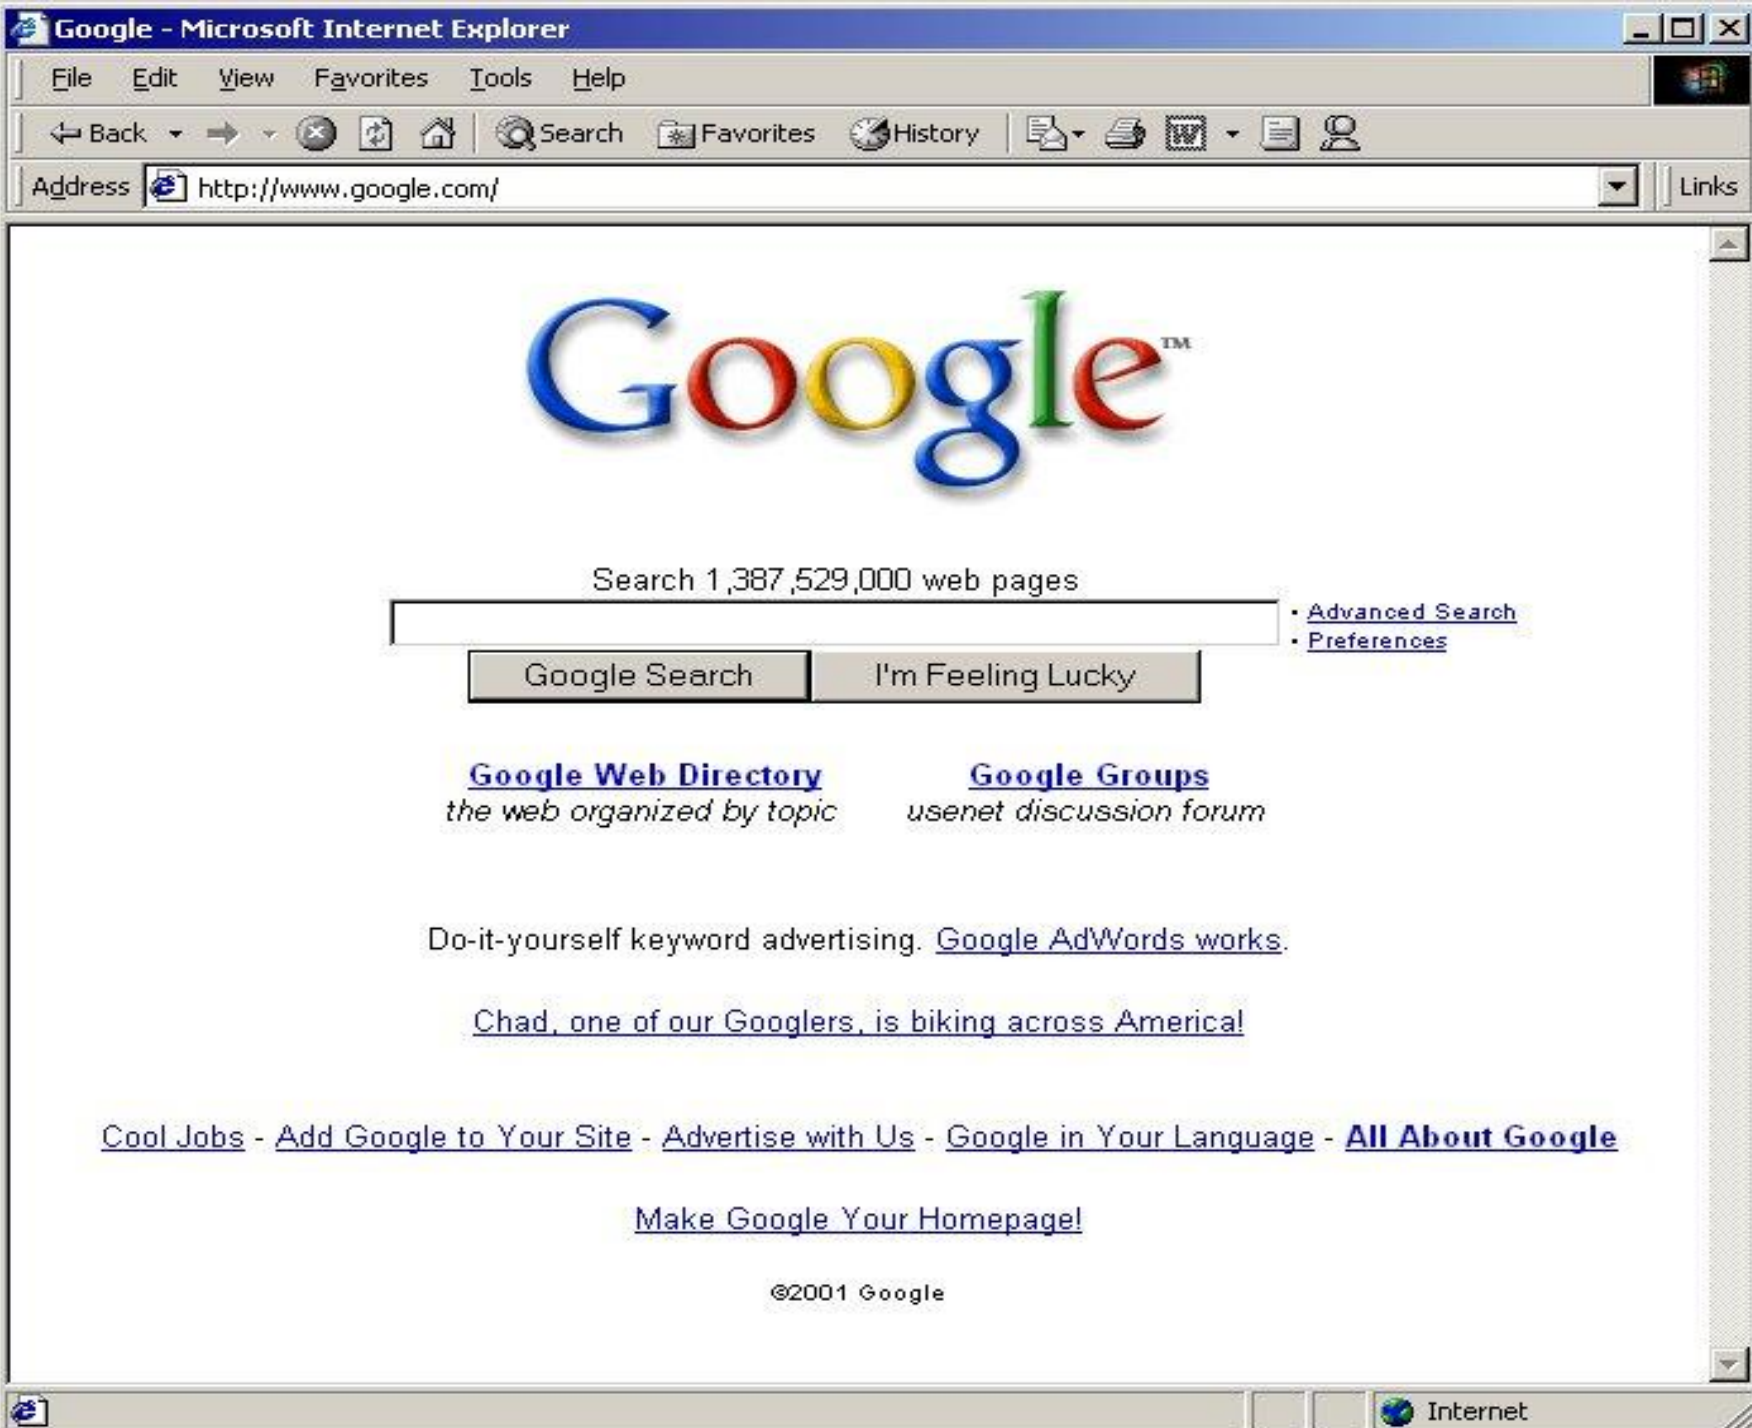 Google - Microsoft Internet Explorer
File Edit View Favorites Tools Help
Back Search Favorites History
Address http://www.google.com/ Links
Google™
Search 1,387,529,000 web pages
• Advanced Search
• Preferences
Google Search I'm Feeling Lucky
Google Web Directory Google Groups
the web organized by topic usenet discussion forum
Do-it-yourself keyword advertising. Google AdWords works.
Chad, one of our Googlers, is biking across America!
Cool Jobs - Add Google to Your Site - Advertise with Us - Google in Your Language - All About Google
Make Google Your Homepage!
©2001 Google
Internet